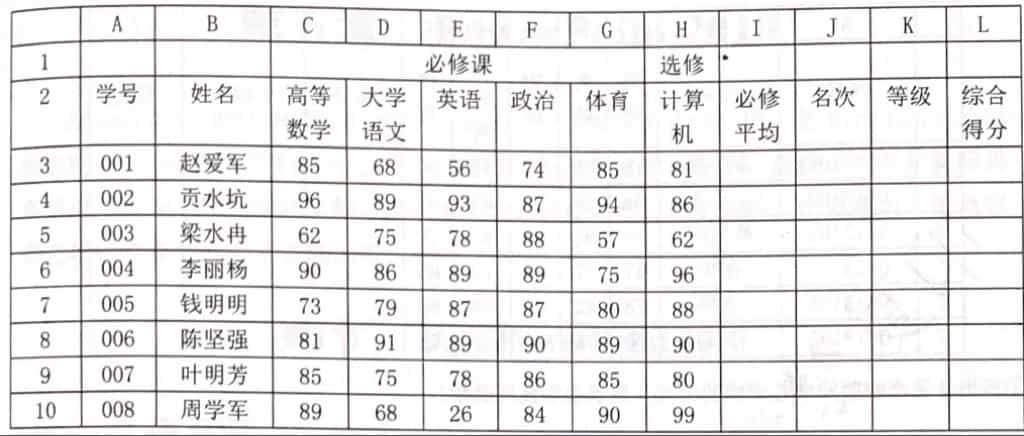 A B C D E F G H I J K L
1 必修课 选修
2 学号 姓名 高等数学 大学语文 英语 政治 体育 计算机 必修平均 名次 等级 综合得分
3 001 赵爱军 85 68 56 74 85 81
4 002 贡水坑 96 89 93 87 94 86
5 003 梁水冉 62 75 78 88 57 62
6 004 李丽杨 90 86 89 89 75 96
7 005 钱明明 73 79 87 87 80 88
8 006 陈坚强 81 91 89 90 89 90
9 007 叶明芳 85 75 78 86 85 80
10 008 周学军 89 68 26 84 90 99